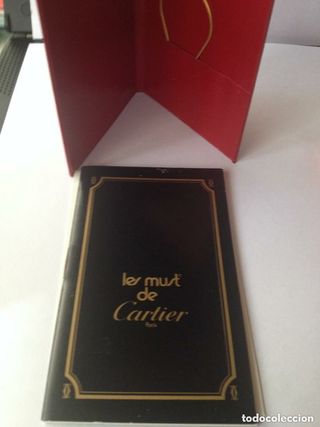 les must
de
Cartier
Paris
todocoleccion